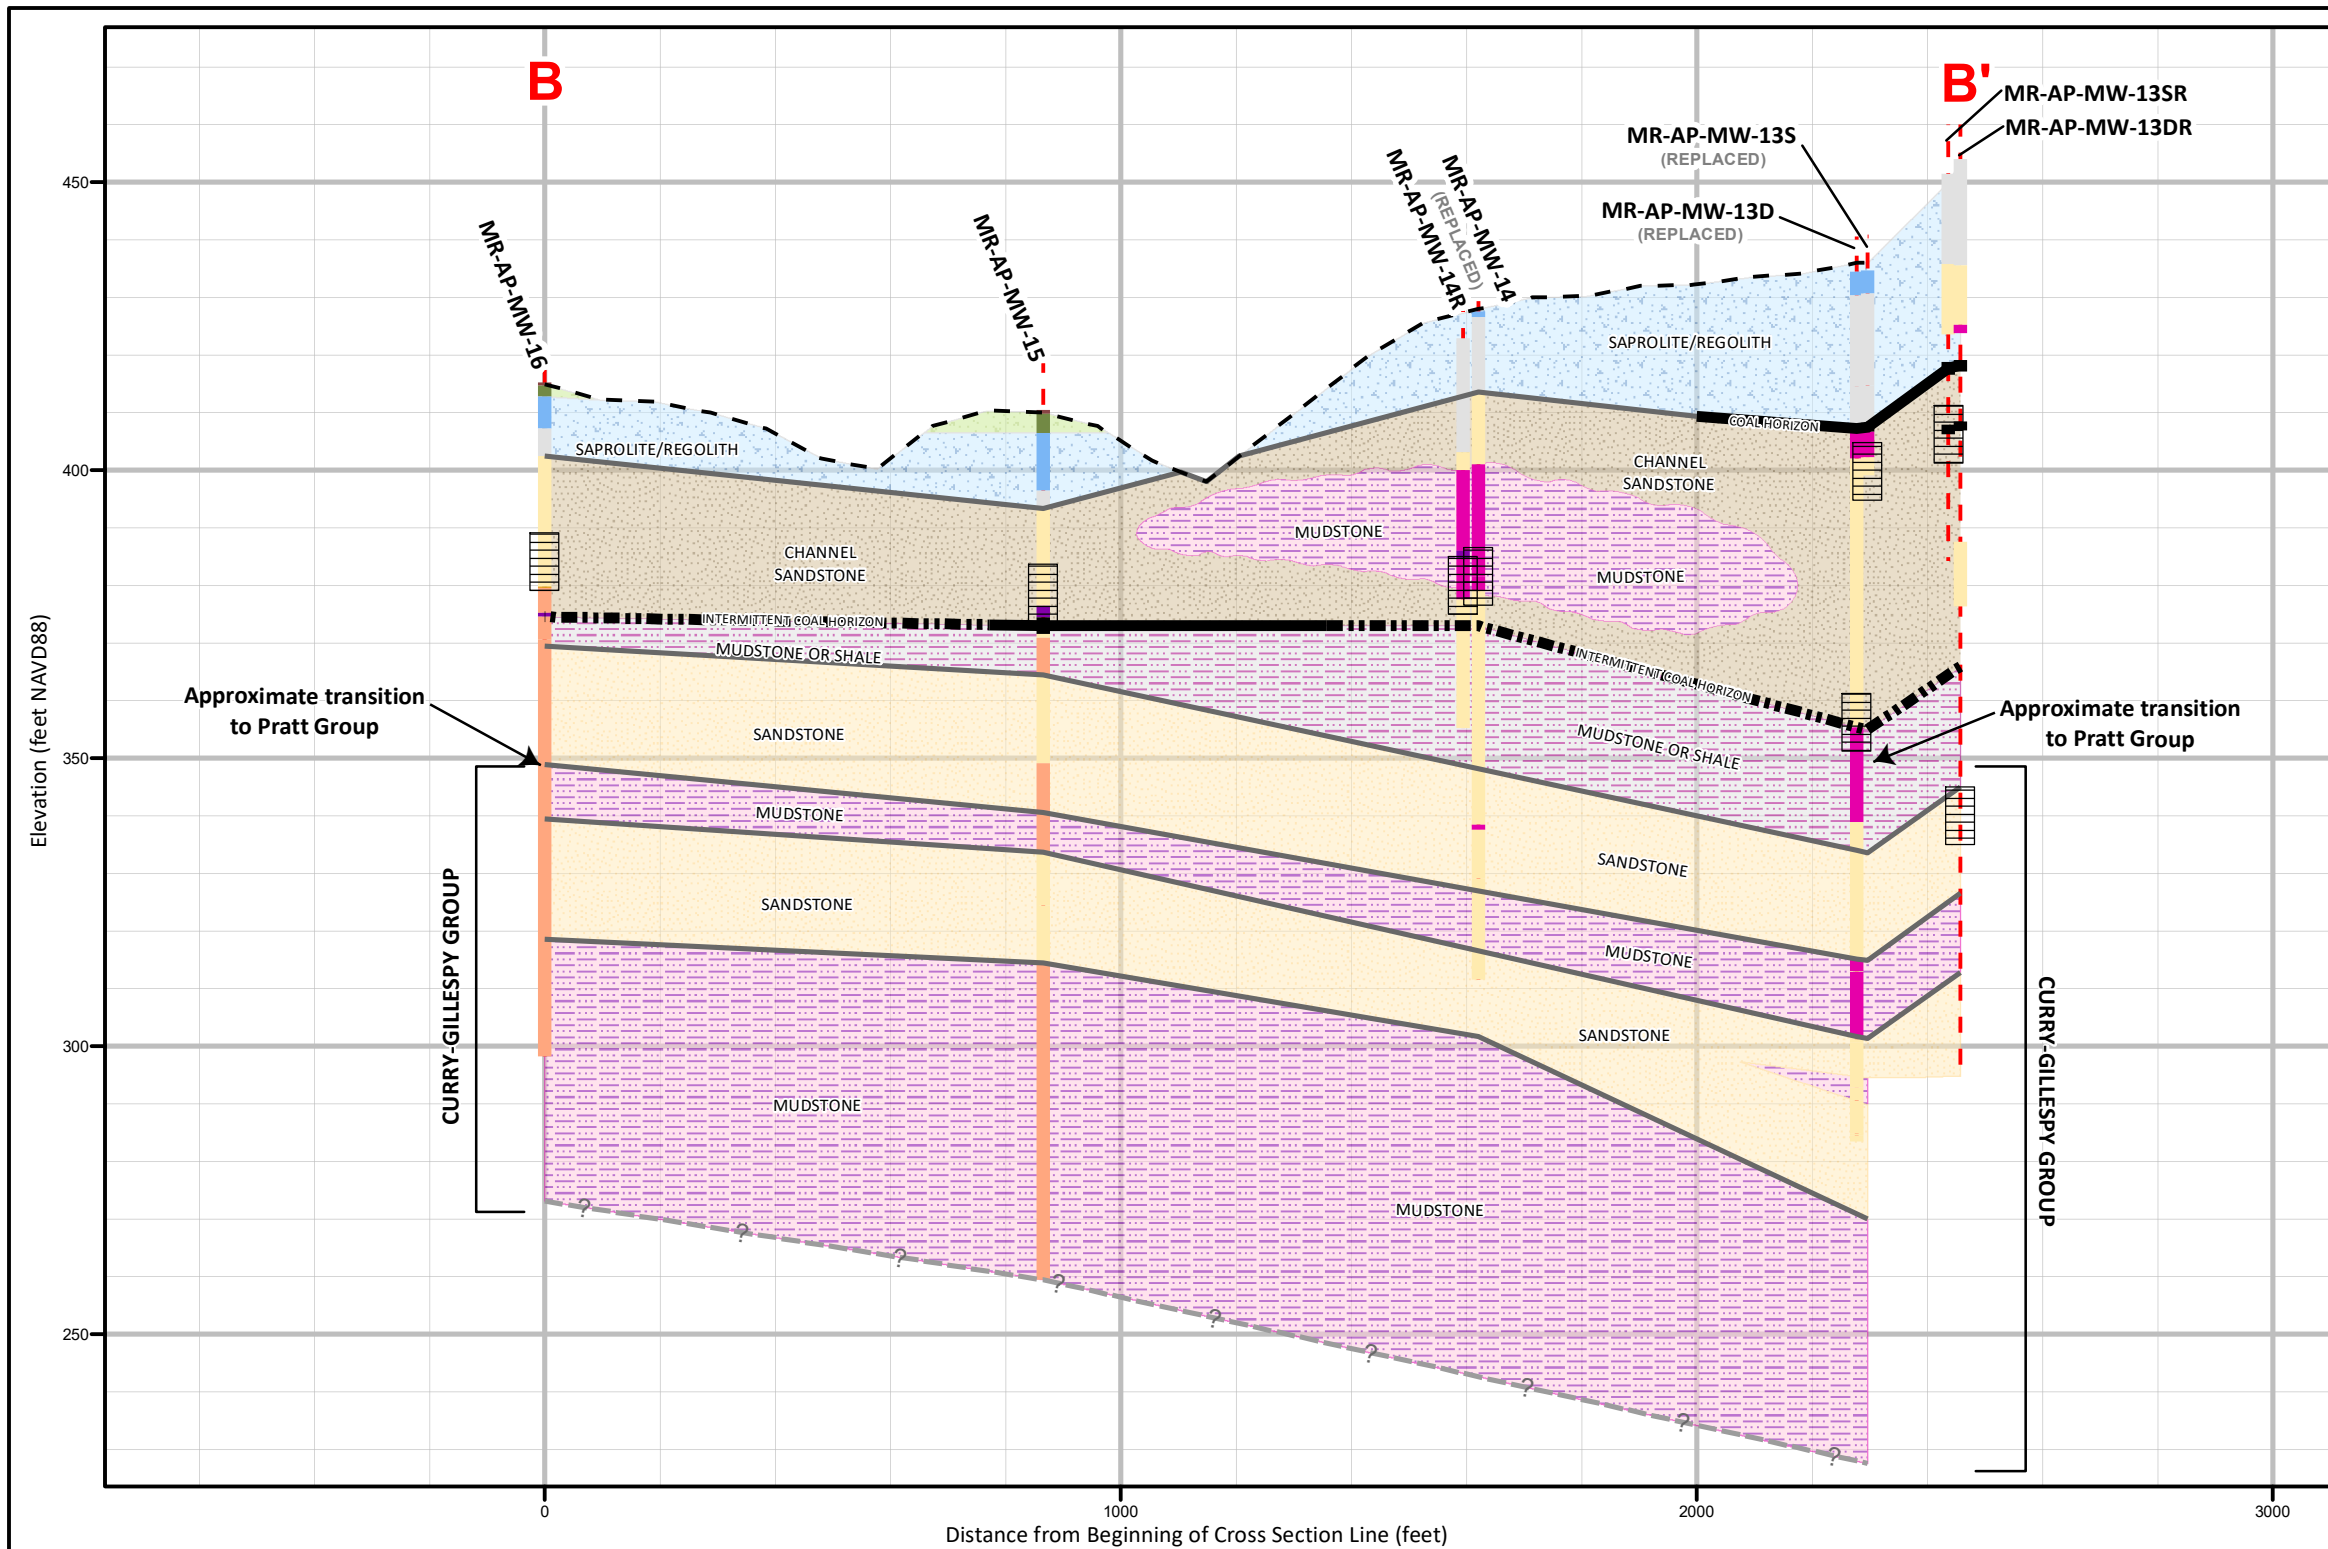 B
B'
MR-AP-MW-13SR
MR-AP-MW-13DR
MR-AP-MW-13S
(REPLACED)
MR-AP-MW-13D
(REPLACED)
MR-AP-MW-14
(REPLACED)
MR-AP-MW-14R
MR-AP-MW-15
MR-AP-MW-16
450
400
350
300
250
Elevation (feet NAVD88)
SAPROLITE/REGOLITH
SAPROLITE/REGOLITH
COAL HORIZON
CHANNEL
SANDSTONE
CHANNEL
SANDSTONE
MUDSTONE
MUDSTONE
INTERMITTENT COAL HORIZON
INTERMITTENT COAL HORIZON
MUDSTONE OR SHALE
MUDSTONE OR SHALE
Approximate transition
to Pratt Group
Approximate transition
to Pratt Group
SANDSTONE
SANDSTONE
MUDSTONE
MUDSTONE
SANDSTONE
SANDSTONE
MUDSTONE
MUDSTONE
CURRY-GILLESPY GROUP
CURRY-GILLESPY GROUP
?
?
?
?
?
?
?
?
?
0
1000
2000
3000
Distance from Beginning of Cross Section Line (feet)